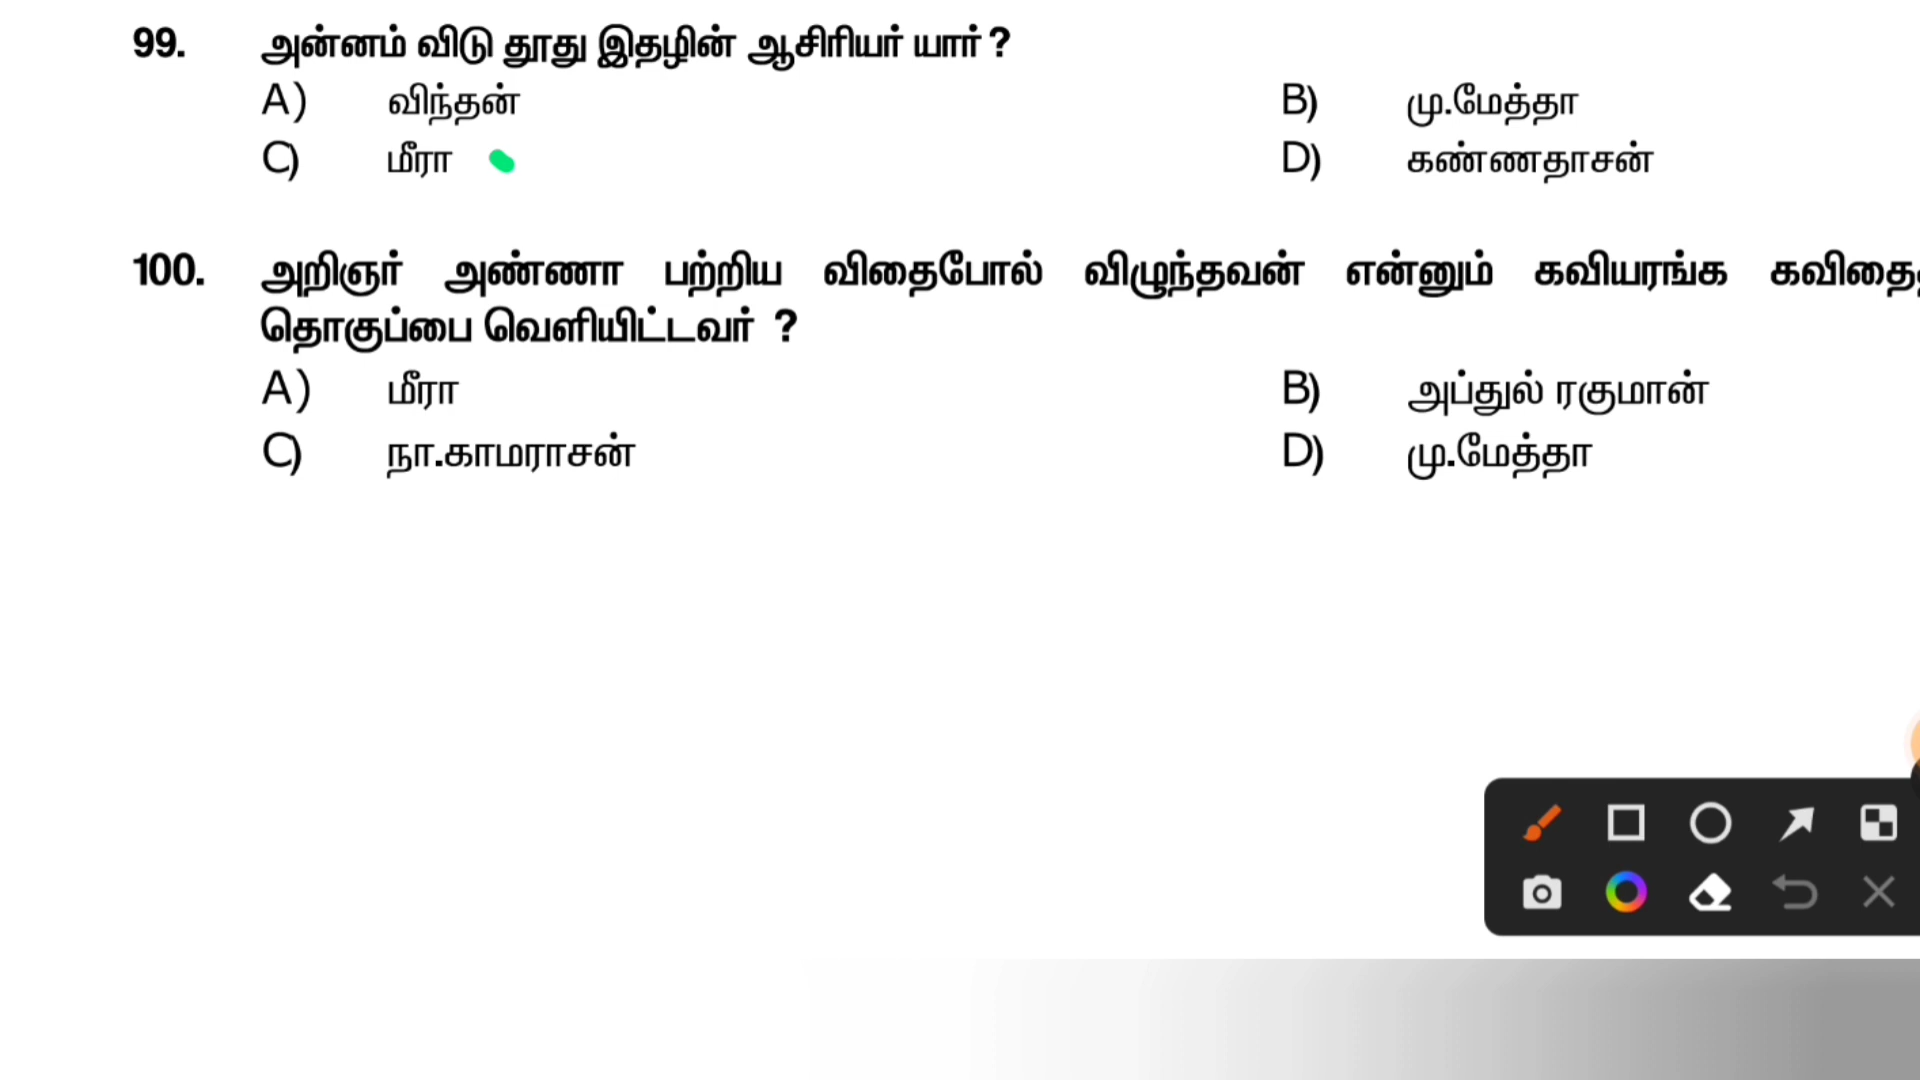 99. அன்னம் விடு தூது இதழின் ஆசிரியர் யார் ?
A) விந்தன் B) மு.மேத்தா
C) மீரா D) கண்ணதாசன்
100. அறிஞர் அண்ணா பற்றிய விதைபோல் விழுந்தவன் என்னும் கவியரங்க
தொகுப்பை வெளியிட்டவர் ?
A) மீரா B) அப்துல் ரகுமான்
C) நா.காமராசன் D) மு.மேத்தா